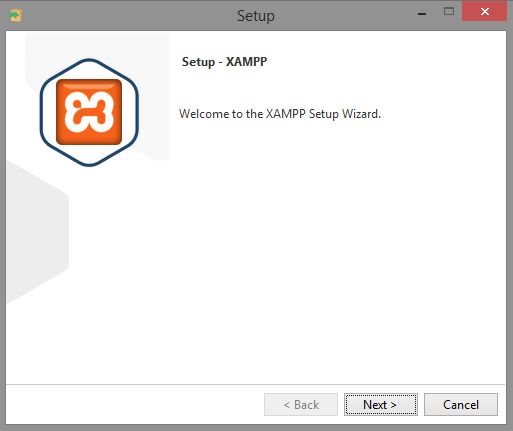 Setup
Setup - XAMPP
Welcome to the XAMPP Setup Wizard.
< Back
Next >
Cancel